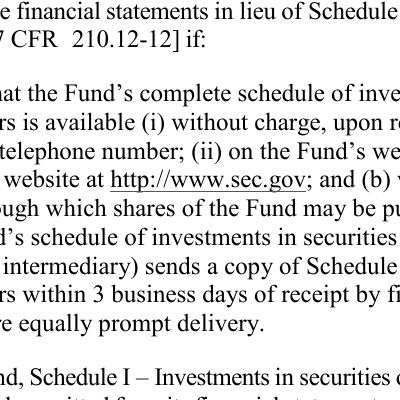 e financial statements in lieu of Schedule
7 CFR 210.12-12] if:
hat the Fund’s complete schedule of inve
rs is available (i) without charge, upon r
telephone number; (ii) on the Fund’s we
website at http://www.sec.gov; and (b)
ough which shares of the Fund may be pu
d’s schedule of investments in securities
intermediary) sends a copy of Schedule
rs within 3 business days of receipt by fi
re equally prompt delivery.
nd, Schedule I – Investments in securities